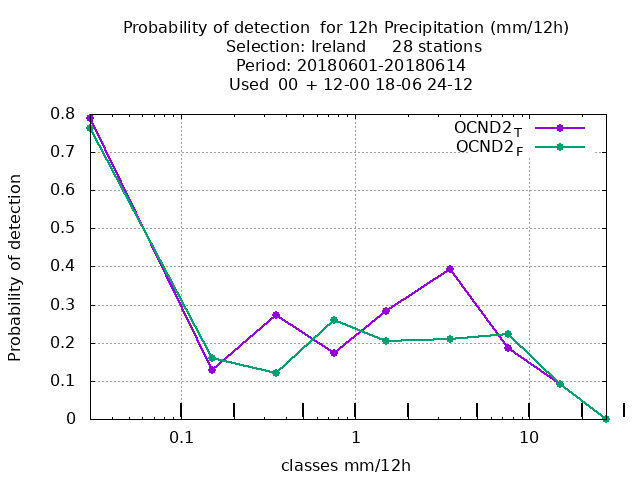 Probability of detection  for 12h Precipitation (mm/12h)
Selection: Ireland     28 stations
Period: 20180601-20180614
Used  00 + 12-00 18-06 24-12
OCND2T
OCND2F
Probability of detection
0.8
0.7
0.6
0.5
0.4
0.3
0.2
0.1
0
0.1 1 10
classes mm/12h